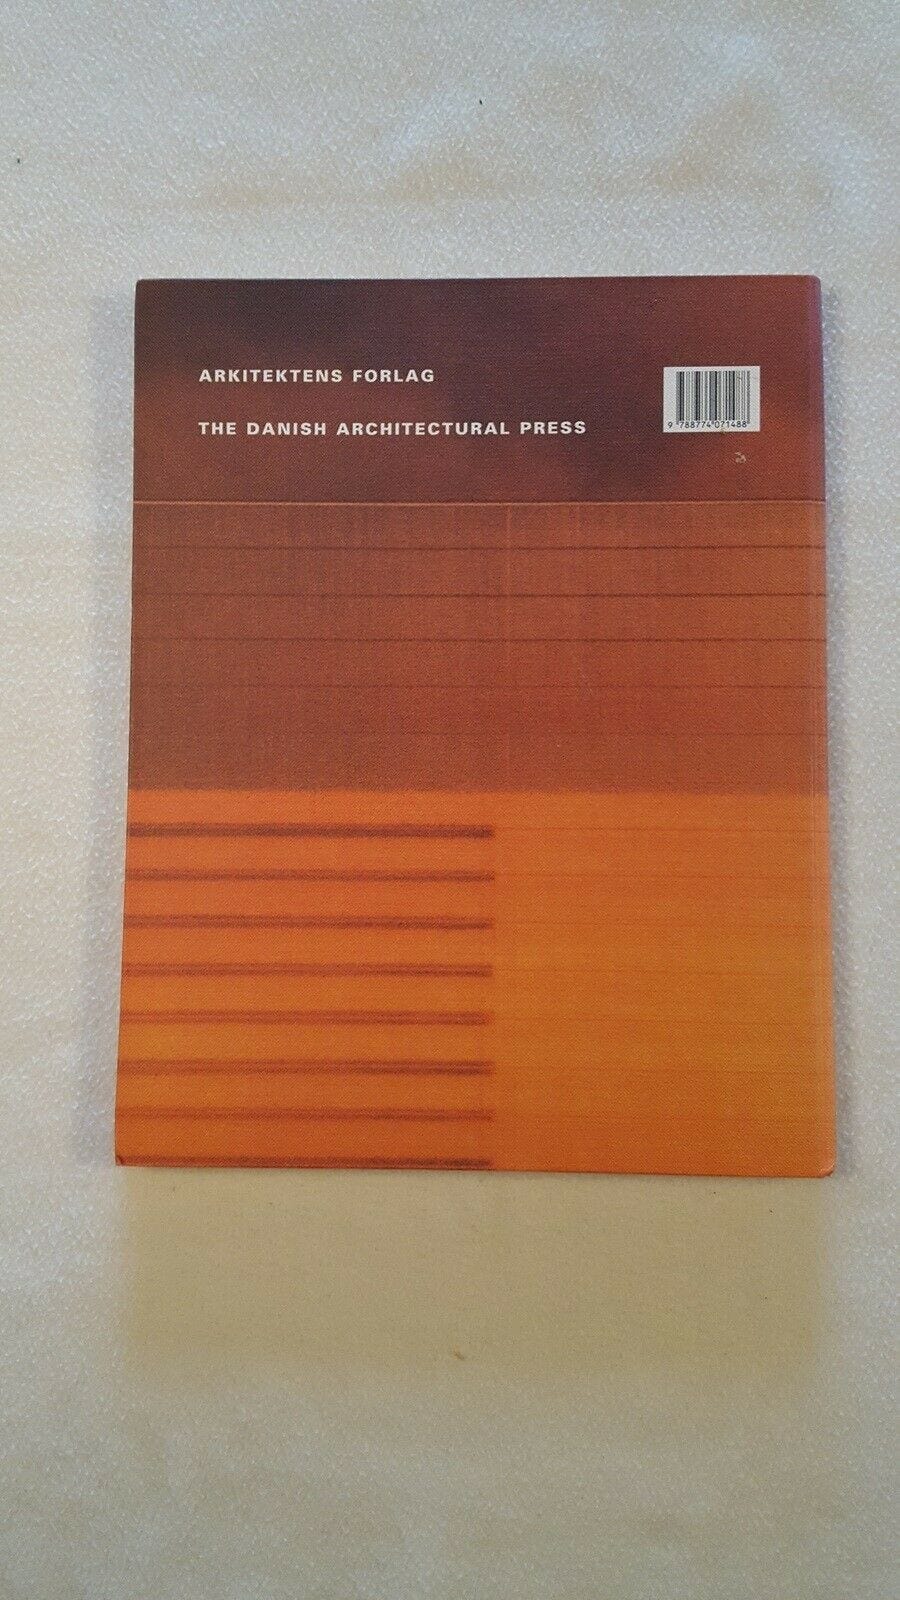 ARKITEKTENS FORLAG
THE DANISH ARCHITECTURAL PRESS
9 788774 071488